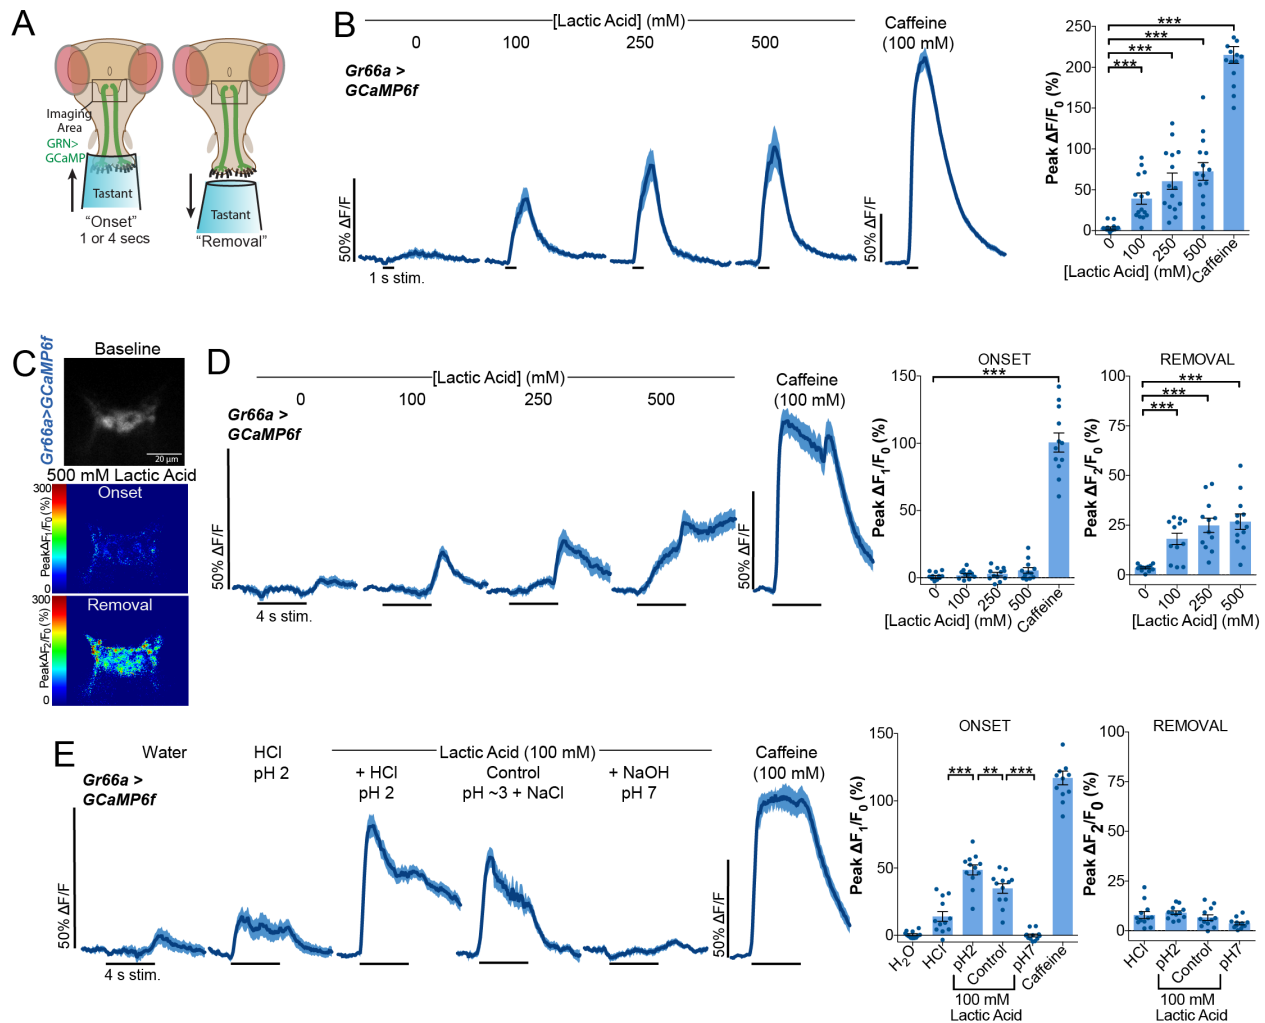 A
Imaging
Area
GRN>
GCaMP
Tastant
Tastant
“Onset”
1 or 4 secs
“Removal”
B
[Lactic Acid] (mM)
0
100
250
500
Caffeine
(100 mM)
Gr66a >
GCaMP6f
50% ΔF/F
1 s stim.
50% ΔF/F
Peak ΔF/F0 (%)
250
200
150
100
50
0
***
***
***
***
0
100
250
500
Caffeine
[Lactic Acid] (mM)
C
Gr66a>GCaMP6f
Baseline
20 µm
500 mM Lactic Acid
Onset
300
0
PeakΔF1/F0 (%)
Removal
300
0
PeakΔF2/F0 (%)
D
[Lactic Acid] (mM)
0
100
250
500
Caffeine
(100 mM)
Gr66a >
GCaMP6f
50% ΔF/F
4 s stim.
50% ΔF/F
ONSET
Peak ΔF1/F0 (%)
150
100
50
0
***
0
100
250
500
Caffeine
[Lactic Acid] (mM)
REMOVAL
Peak ΔF2/F0 (%)
100
75
50
25
0
***
***
***
0
100
250
500
[Lactic Acid] (mM)
E
Water
HCl
pH 2
Lactic Acid (100 mM)
+ HCl
pH 2
Control
pH ~3 + NaCl
+ NaOH
pH 7
Caffeine
(100 mM)
Gr66a >
GCaMP6f
50% ΔF/F
4 s stim.
50% ΔF/F
ONSET
Peak ΔF1/F0 (%)
150
100
50
0
***
**
***
H2O
HCl
pH2
Control
pH7
Caffeine
100 mM
Lactic Acid
REMOVAL
Peak ΔF2/F0 (%)
100
75
50
25
0
HCl
pH2
Control
pH7
100 mM
Lactic Acid